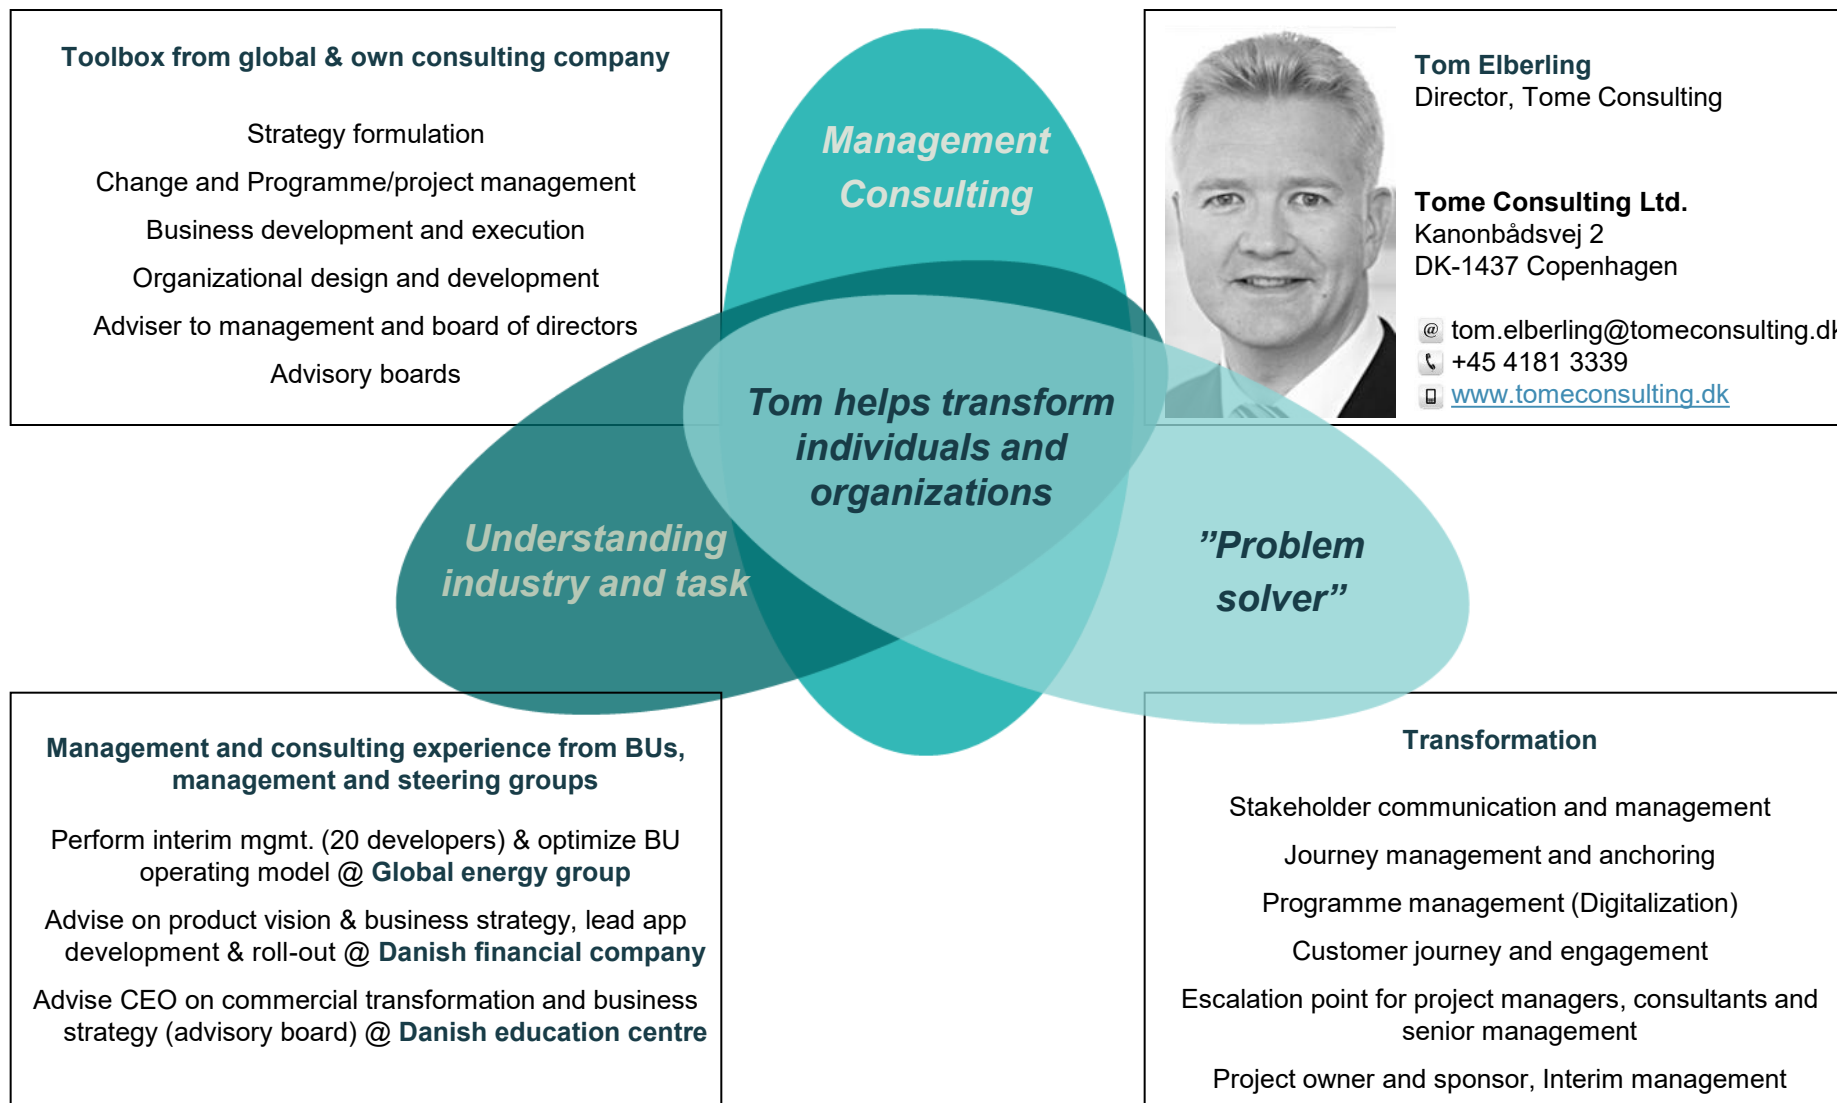 Toolbox from global & own consulting company
Strategy formulation
Change and Programme/project management
Business development and execution
Organizational design and development
Adviser to management and board of directors
Advisory boards
Management
Consulting
Tom Elberling
Director, Tome Consulting
Tome Consulting Ltd.
Kanonbådsvej 2
DK-1437 Copenhagen
@ tom.elberling@tomeconsulting.dk
+45 4181 3339
www.tomeconsulting.dk
Tom helps transform
individuals and
organizations
Understanding
industry and task
”Problem
solver”
Management and consulting experience from BUs,
management and steering groups
Perform interim mgmt. (20 developers) & optimize BU
operating model @ Global energy group
Advise on product vision & business strategy, lead app
development & roll-out @ Danish financial company
Advise CEO on commercial transformation and business
strategy (advisory board) @ Danish education centre
Transformation
Stakeholder communication and management
Journey management and anchoring
Programme management (Digitalization)
Customer journey and engagement
Escalation point for project managers, consultants and
senior management
Project owner and sponsor, Interim management